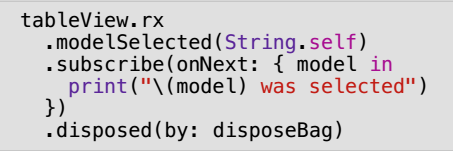 tableView.rx
  .modelSelected(String.self)
  .subscribe(onNext: { model in
    print("\(model) was selected")
  })
  .disposed(by: disposeBag)